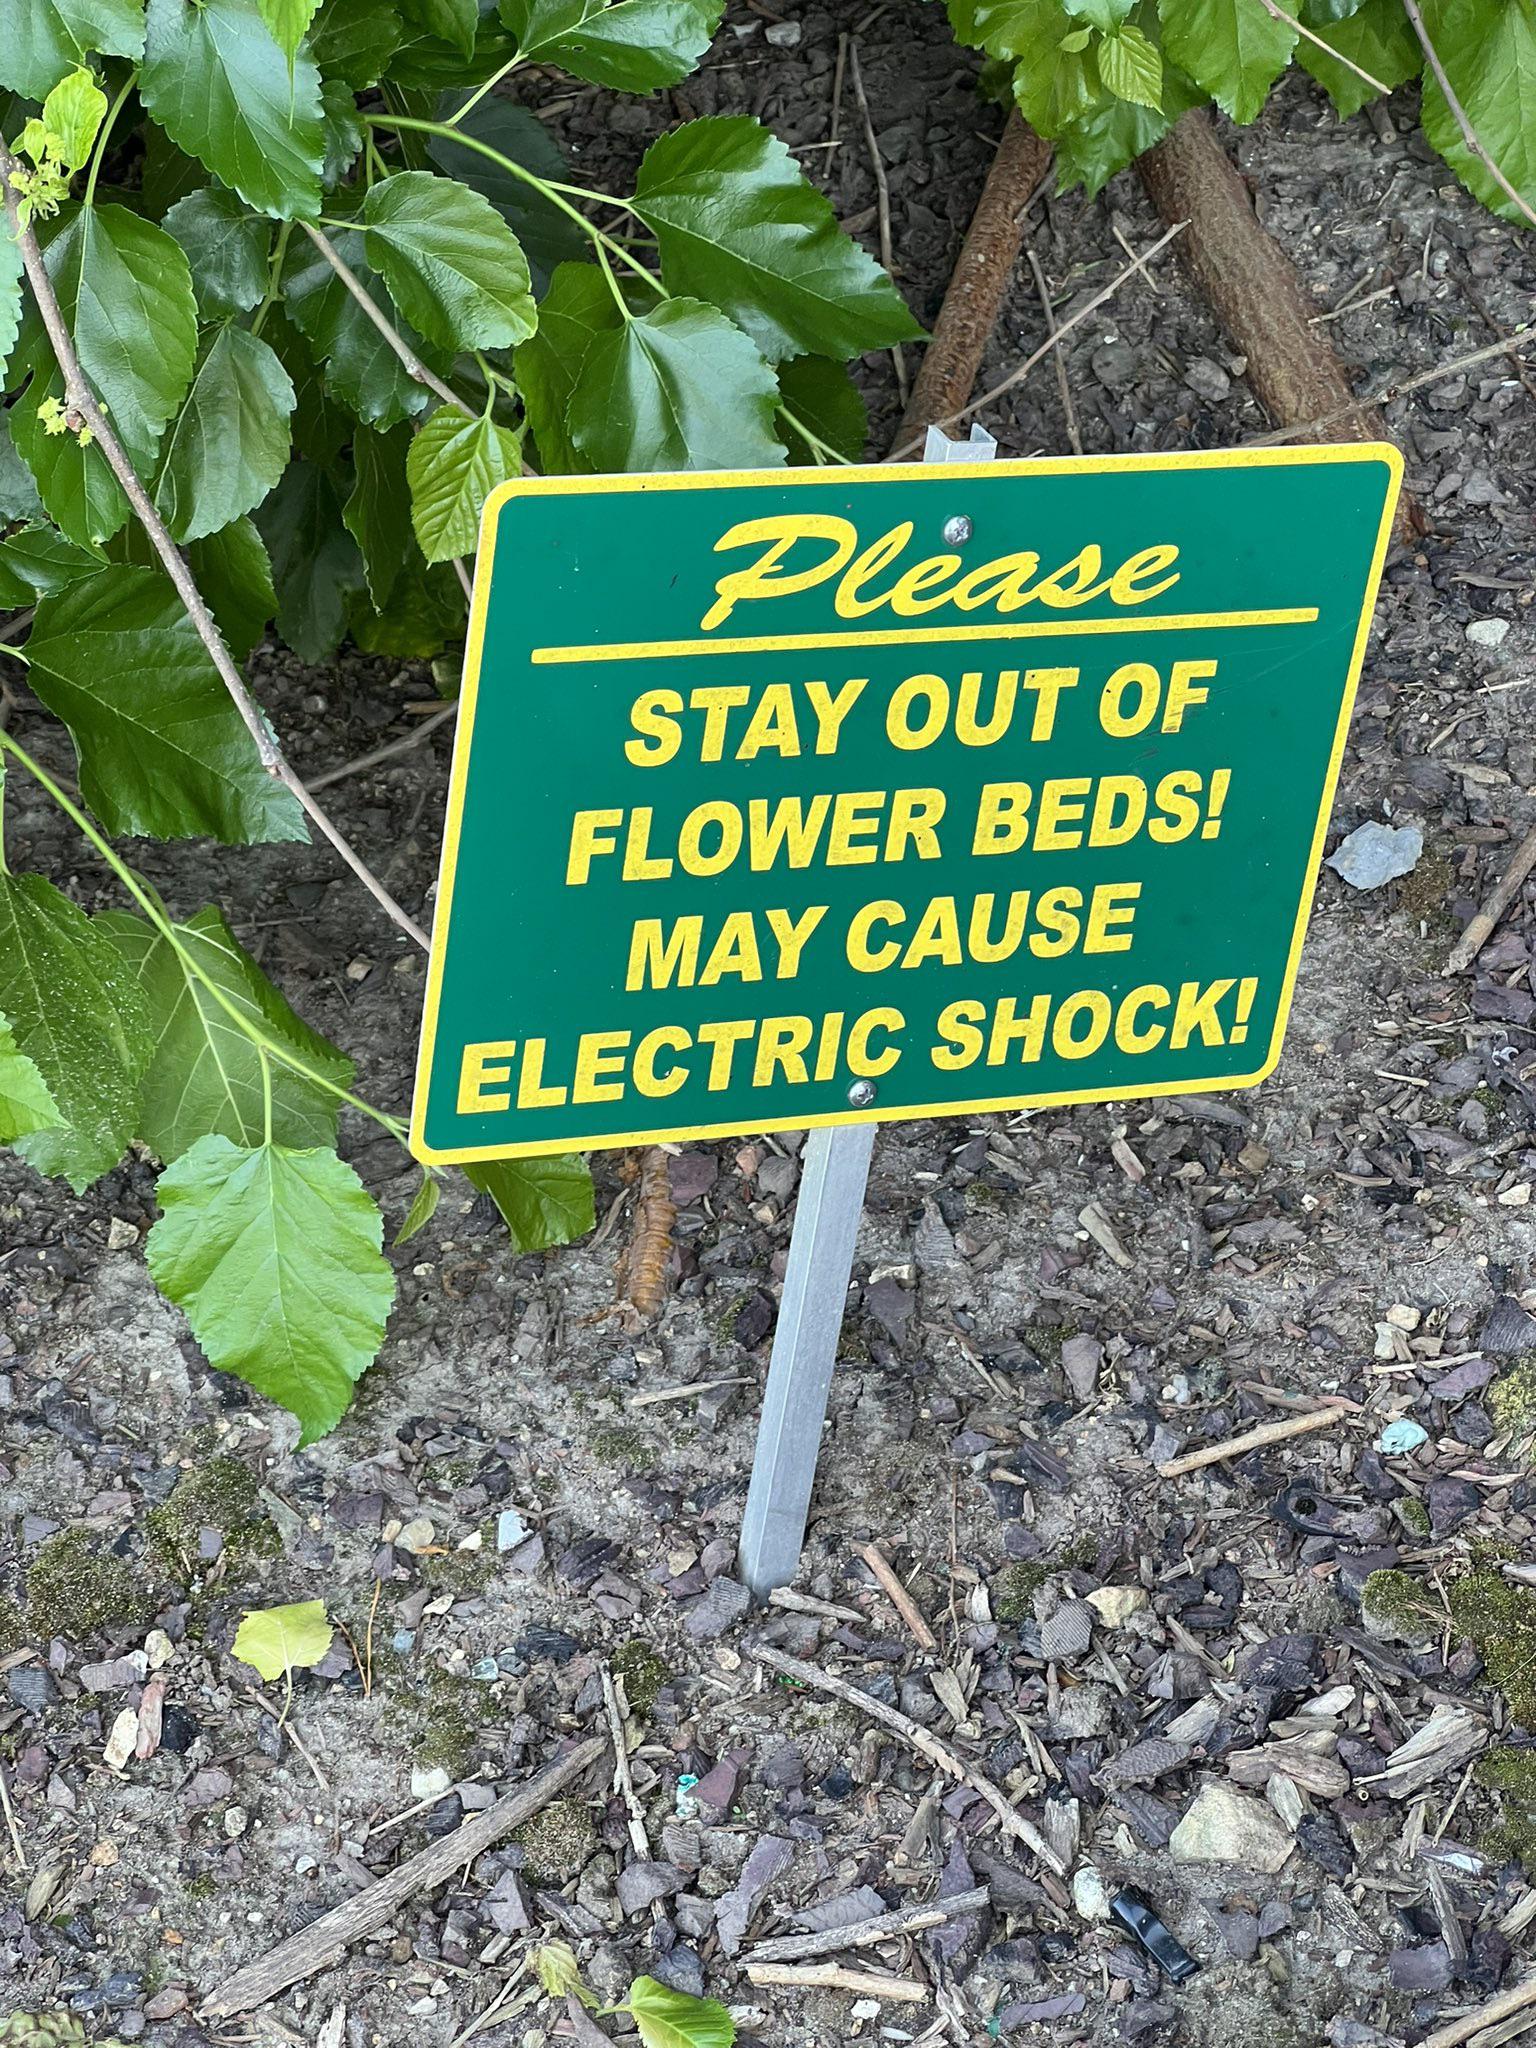 Please
STAY OUT OF
FLOWER BEDS!
MAY CAUSE
ELECTRIC SHOCK!